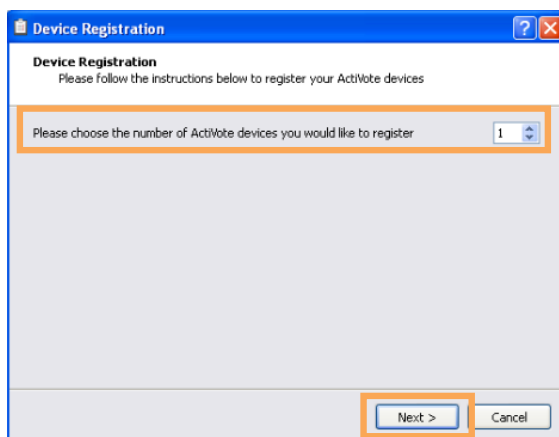 Device Registration
Device Registration
Please follow the instructions below to register your ActiVote devices
Please choose the number of ActiVote devices you would like to register 1
Next > Cancel